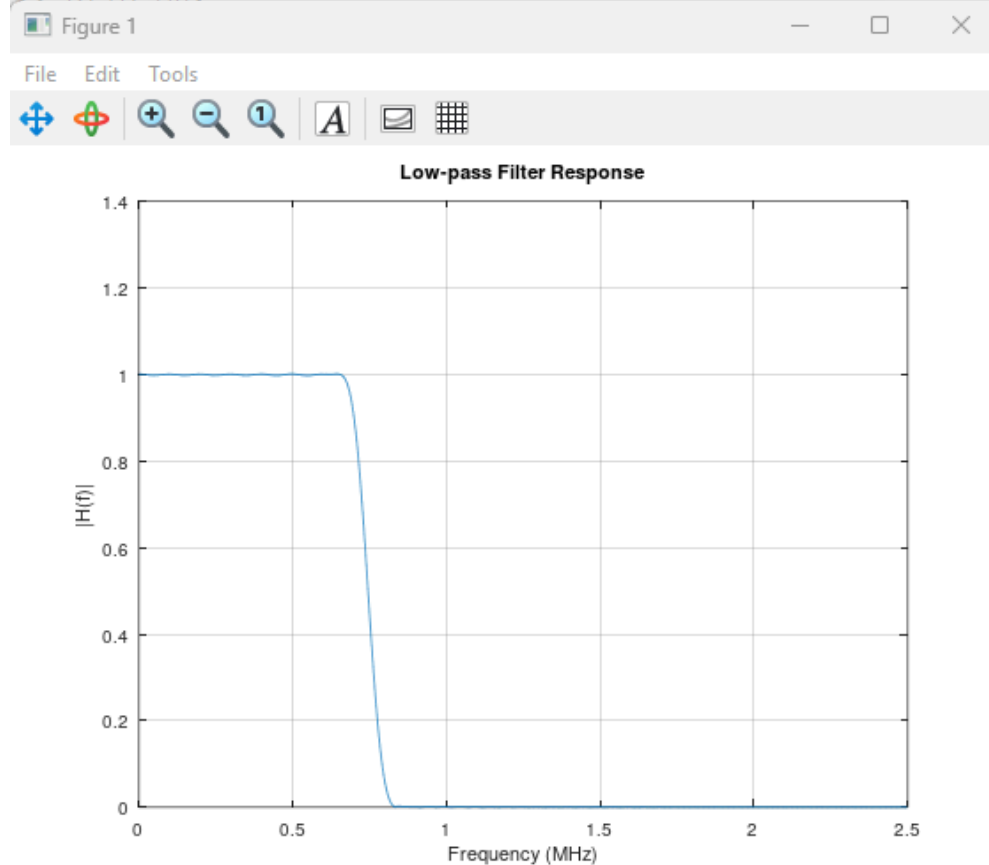 Figure 1
File Edit Tools
A
Low-pass Filter Response
1.4
1.2
1
0.8
0.6
0.4
0.2
0
|H(f)|
0 0.5 1 1.5 2 2.5
Frequency (MHz)